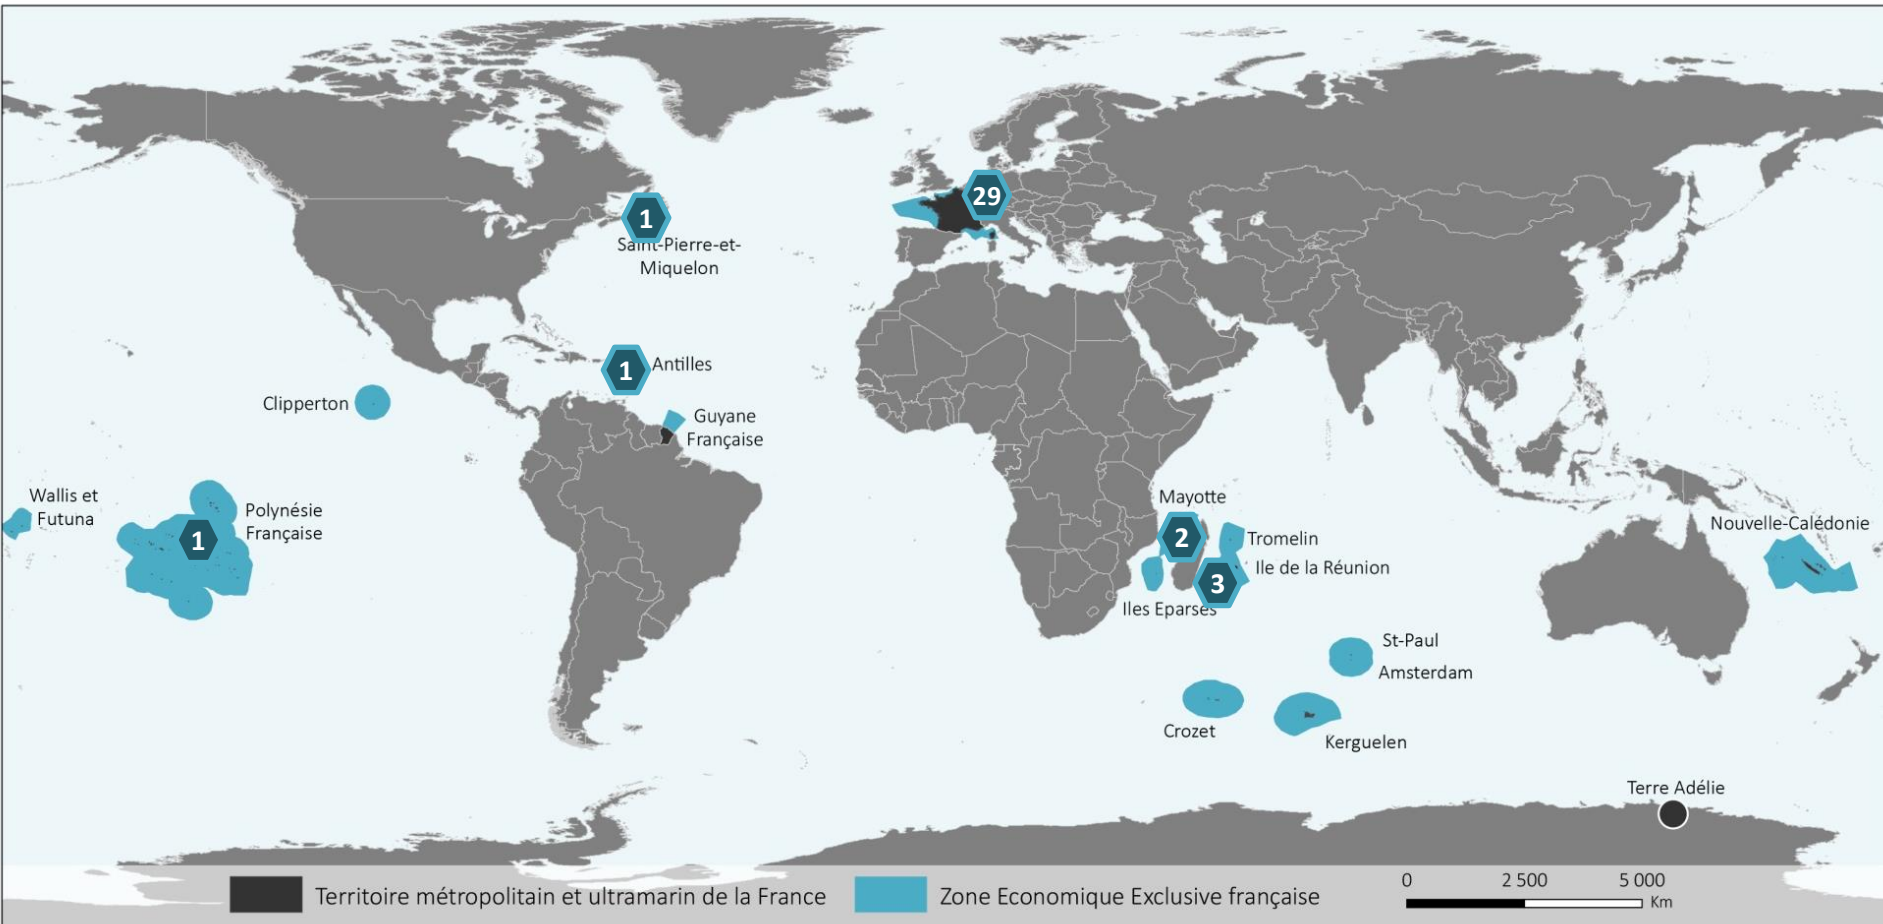 29
1
Saint-Pierre-et-
Miquelon
1
Antilles
Clipperton
Guyane
Française
Wallis et
Futuna
Polynésie
Française
1
Mayotte
2
Tromelin
Ile de la Réunion
3
Iles Eparses
Nouvelle-Calédonie
St-Paul
Amsterdam
Crozet
Kerguelen
Terre Adélie
Territoire métropolitain et ultramarin de la France
Zone Economique Exclusive française
0 2 500 5 000
Km